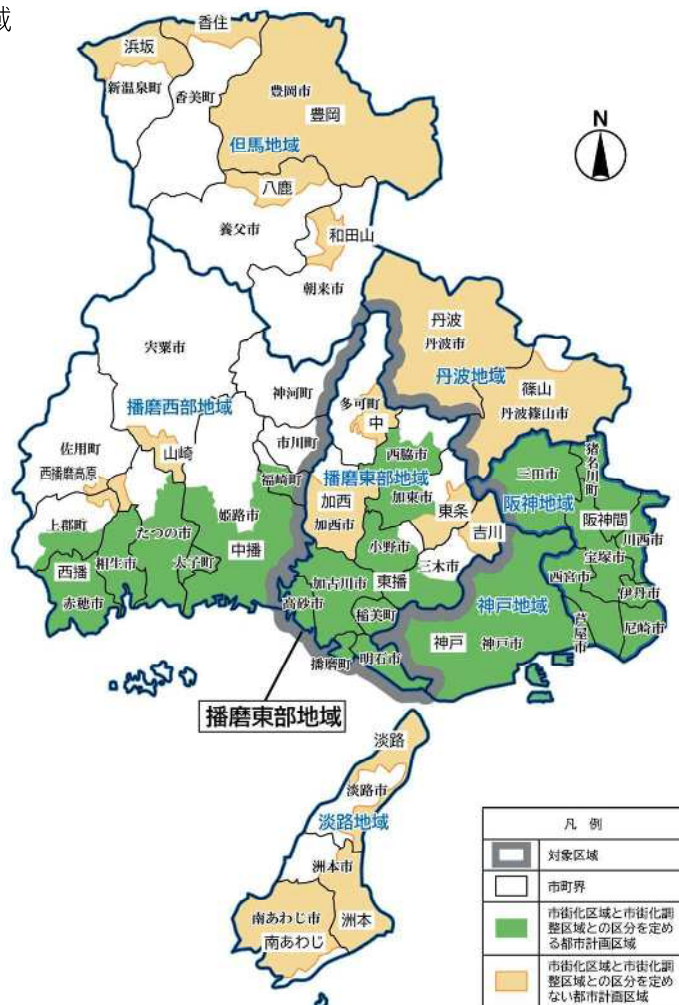 域
香住
浜坂
新温泉町
香美町
豊岡市
豊岡
但馬地域
N
八鹿
養父市
和田山
朝来市
丹波
丹波市
宍粟市
丹波地域
篠山
丹波篠山市
神河町
多可町
中
播磨西部地域
市川町
西脇市
猪名川町
佐用町
山崎
西播磨高原
福崎町
播磨東部地域
三田市
加西
加東市
阪神地域
上郡町
姫路市
加西市
東条
阪神間
たつの市
吉川
川西市
小野市
宝塚市
西播
相生市
太子町
中播
三木市
西宮市
赤穂市
加古川市
東播
伊丹市
高砂市
神戸地域
稲美町
芦屋市
尼崎市
神戸
神戸市
播磨町
明石市
播磨東部地域
淡路
淡路市
淡路地域
洲本市
南あわじ市
洲本
南あわじ
凡例
対象区域
市町界
市街化区域と市街化調
整区域との区分を定め
る都市計画区域
市街化区域と市街化調
整区域との区分を定め
ない都市計画区域